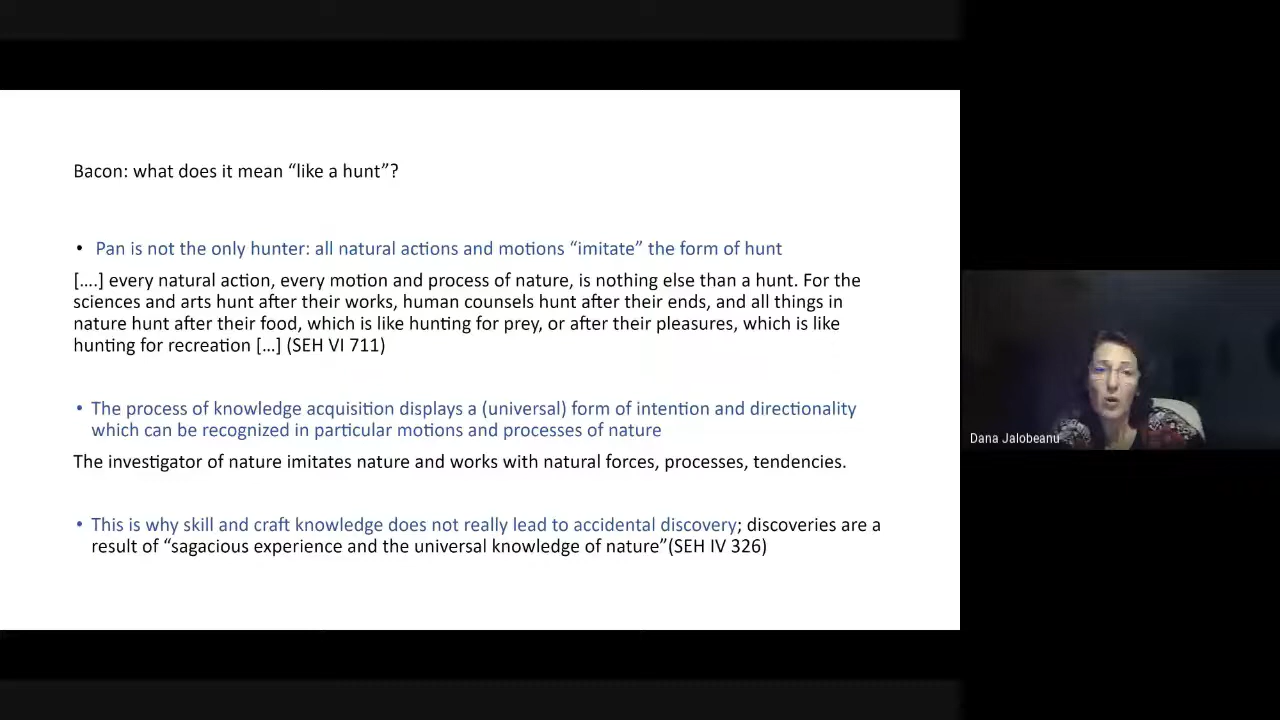 Bacon: what does it mean “like a hunt”?
• Pan is not the only hunter: all natural actions and motions “imitate” the form of hunt
[….] every natural action, every motion and process of nature, is nothing else than a hunt. For the
sciences and arts hunt after their works, human counsels hunt after their ends, and all things in
nature hunt after their food, which is like hunting for prey, or after their pleasures, which is like
hunting for recreation […] (SEH VI 711)
• The process of knowledge acquisition displays a (universal) form of intention and directionality
which can be recognized in particular motions and processes of nature
The investigator of nature imitates nature and works with natural forces, processes, tendencies.
• This is why skill and craft knowledge does not really lead to accidental discovery; discoveries are a
result of “sagacious experience and the universal knowledge of nature”(SEH IV 326)
Dana Jalobeanu